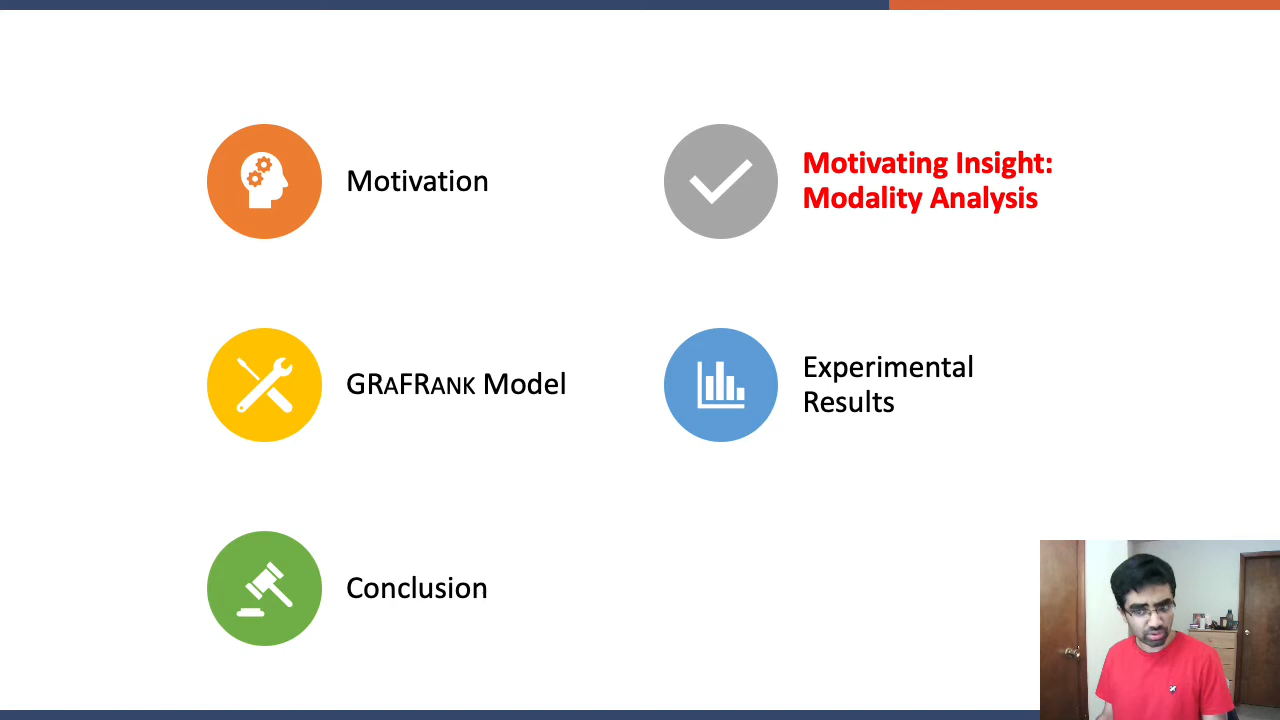 Motivation
Motivating Insight:
Modality Analysis
GRAFRANK Model
Experimental
Results
Conclusion